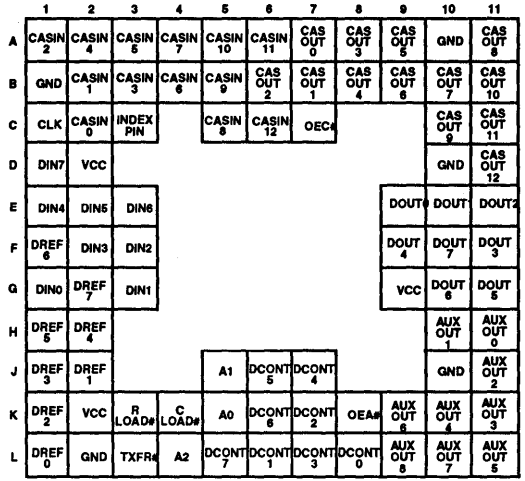 1 2 3 4 5 6 7 8 9 10 11
A CASIN 2 CASIN 4 CASIN 5 CASIN 7 CASIN 10 CASIN 11 CAS OUT 0 CAS OUT 3 CAS OUT 5 GND CAS OUT 8
B GND CASIN 1 CASIN 3 CASIN 6 CASIN 9 CAS OUT 2 CAS OUT 1 CAS OUT 4 CAS OUT 6 CAS OUT 7 CAS OUT 10
C CLK CASIN 0 INDEX PIN CASIN 8 CASIN 12 OEC# CAS OUT 9 CAS OUT 11
D DIN7 VCC GND CAS OUT 12
E DIN4 DIN5 DIN6 DOUT0 DOUT1 DOUT2
F DREF 6 DIN3 DIN2 DOUT 4 DOUT 7 DOUT 3
G DIN0 DREF 7 DIN1 VCC DOUT 6 DOUT 5
H DREF 5 DREF 4 AUX OUT 1 AUX OUT 0
J DREF 3 DREF 1 A1 DCONT 5 DCONT 4 GND AUX OUT 2
K DREF 2 VCC R LOAD# C LOAD# A0 DCONT 6 DCONT 2 OEA# AUX OUT 6 AUX OUT 4 AUX OUT 3
L DREF 0 GND TXFR# A2 DCONT 7 DCONT 1 DCONT 3 DCONT 0 AUX OUT 8 AUX OUT 7 AUX OUT 5